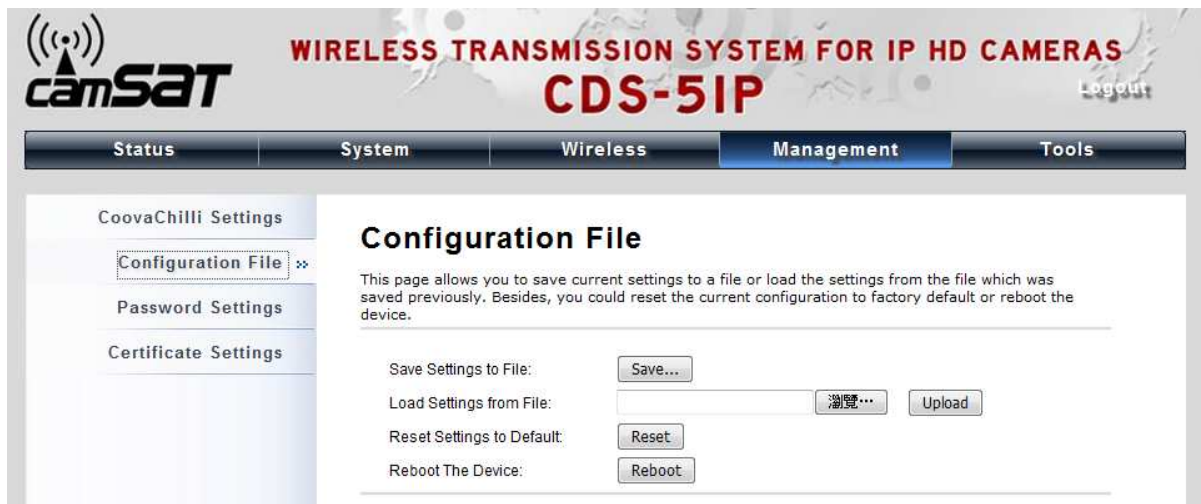 camsat
WIRELESS TRANSMISSION SYSTEM FOR IP HD CAMERAS
CDS-5IP
Logout
Status System Wireless Management Tools
CoovaChilli Settings
Configuration File »
Password Settings
Certificate Settings
Configuration File
This page allows you to save current settings to a file or load the settings from the file which was
saved previously. Besides, you could reset the current configuration to factory default or reboot the
device.
Save Settings to File: Save...
Load Settings from File: 瀏覽… Upload
Reset Settings to Default: Reset
Reboot The Device: Reboot